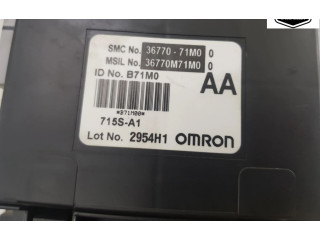 SMC No. 36770-71M0 0
MSIL No. 36770M71M0 0
ID No. B71M0
AA
*B71M00*
715S-A1
Lot No. 2954H1 OMRON